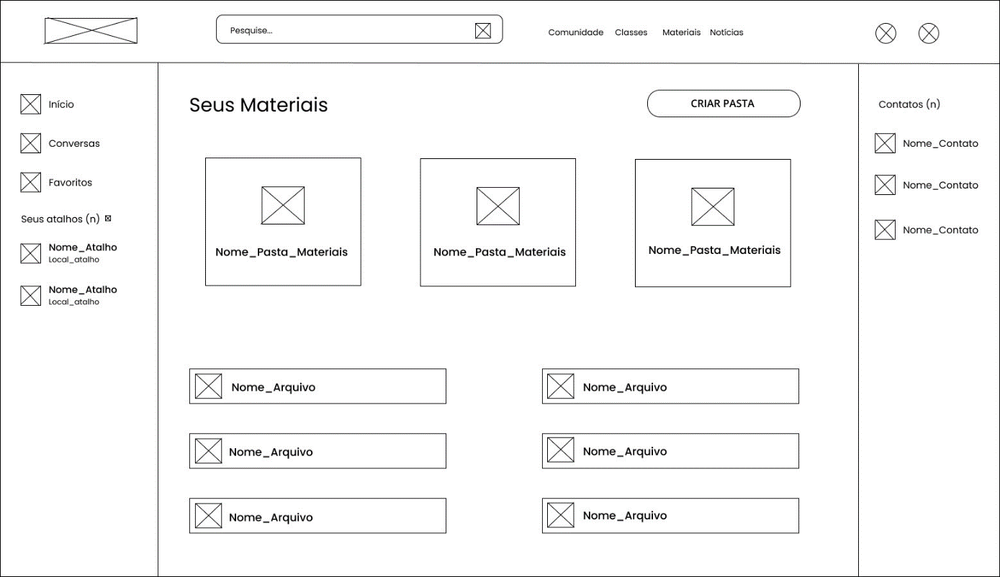 Pesquise...
Comunidade Classes Materiais Notícias
Início
Conversas
Favoritos
Seus atalhos (n)
Nome_Atalho
Local_atalho
Nome_Atalho
Local_atalho
Seus Materiais
CRIAR PASTA
Nome_Pasta_Materiais
Nome_Pasta_Materiais
Nome_Pasta_Materiais
Nome_Arquivo
Nome_Arquivo
Nome_Arquivo
Nome_Arquivo
Nome_Arquivo
Nome_Arquivo
Contatos (n)
Nome_Contato
Nome_Contato
Nome_Contato